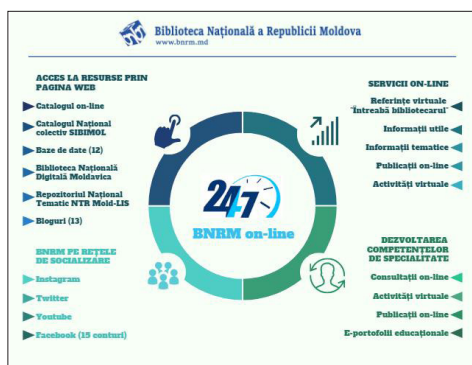 Biblioteca Națională a Republicii Moldova
www.bnrm.md
ACCES LA RESURSE PRIN
PAGINA WEB
Catalogul on-line
Catalogul Național
colectiv SIBIMOL
Baze de date (12)
Biblioteca Națională
Digitală Moldavica
Repozitoriul Național
Tematic NTR Mold-LIS
Bloguri (13)
BNRM PE REȚELE
DE SOCIALIZARE
Instagram
Twitter
Youtube
Facebook (15 conturi)
24/7
BNRM on-line
SERVICII ON-LINE
Referințe virtuale
"Întreabă bibliotecarul"
Informații utile
Informații tematice
Publicații on-line
Activități virtuale
DEZVOLTAREA
COMPETENȚELOR
DE SPECIALITATE
Consultații on-line
Activități virtuale
Publicații on-line
E-portofolii educaționale